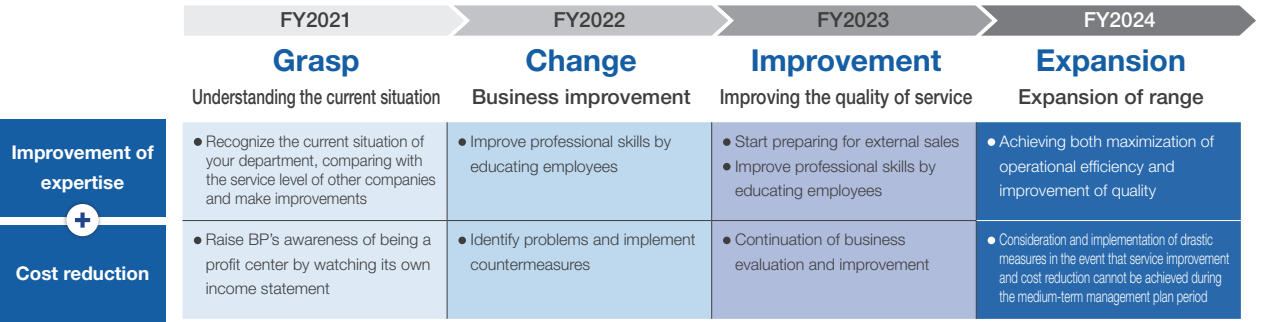 FY2021
FY2022
FY2023
FY2024
Grasp
Change
Improvement
Expansion
Understanding the current situation
Business improvement
Improving the quality of service
Expansion of range
Improvement of
expertise
● Recognize the current situation of
your department, comparing with
the service level of other companies
and make improvements
● Improve professional skills by
educating employees
● Start preparing for external sales
● Improve professional skills by
educating employees
● Achieving both maximization of
operational efficiency and
improvement of quality
+
Cost reduction
● Raise BP's awareness of being a
profit center by watching its own
income statement
● Identify problems and implement
countermeasures
● Continuation of business
evaluation and improvement
● Consideration and implementation of drastic
measures in the event that service improvement
and cost reduction cannot be achieved during
the medium-term management plan period